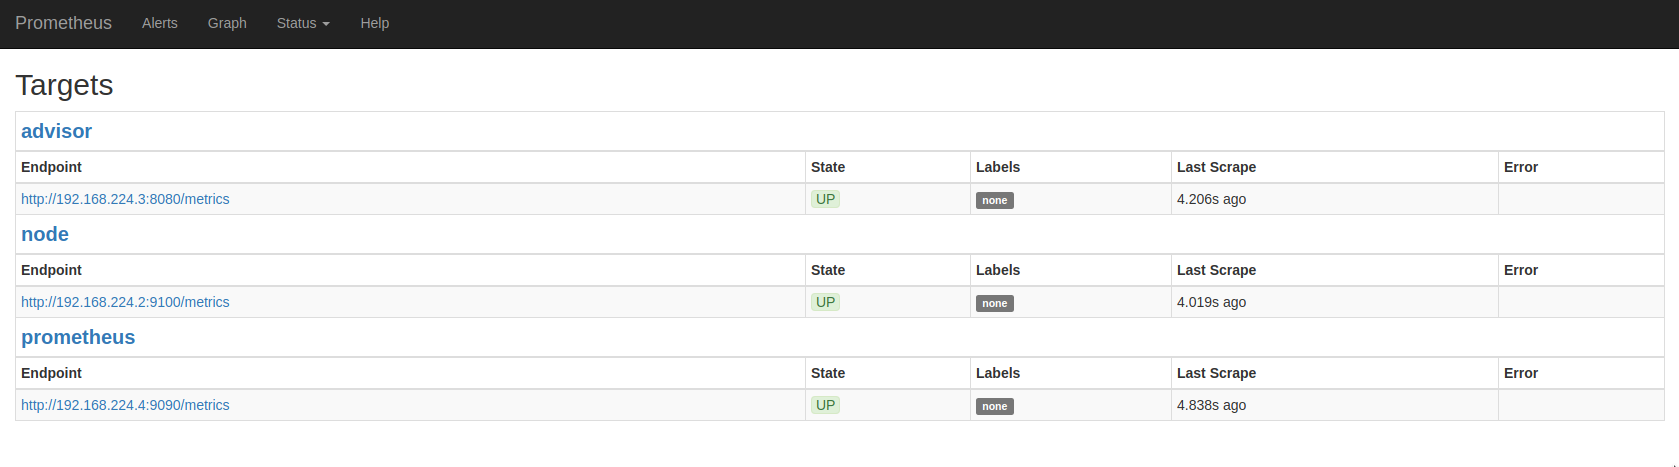 Prometheus Alerts Graph Status Help
Targets
advisor
Endpoint State Labels Last Scrape Error
http://192.168.224.3:8080/metrics UP none 4.206s ago
node
Endpoint State Labels Last Scrape Error
http://192.168.224.2:9100/metrics UP none 4.019s ago
prometheus
Endpoint State Labels Last Scrape Error
http://192.168.224.4:9090/metrics UP none 4.838s ago
.